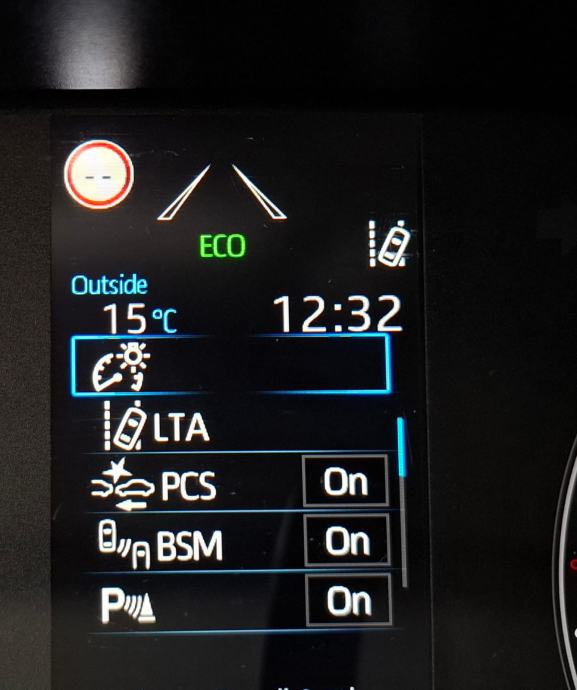 --
ECO
Outside
15°C 12:32
LTA
PCS On
BSM On
P On